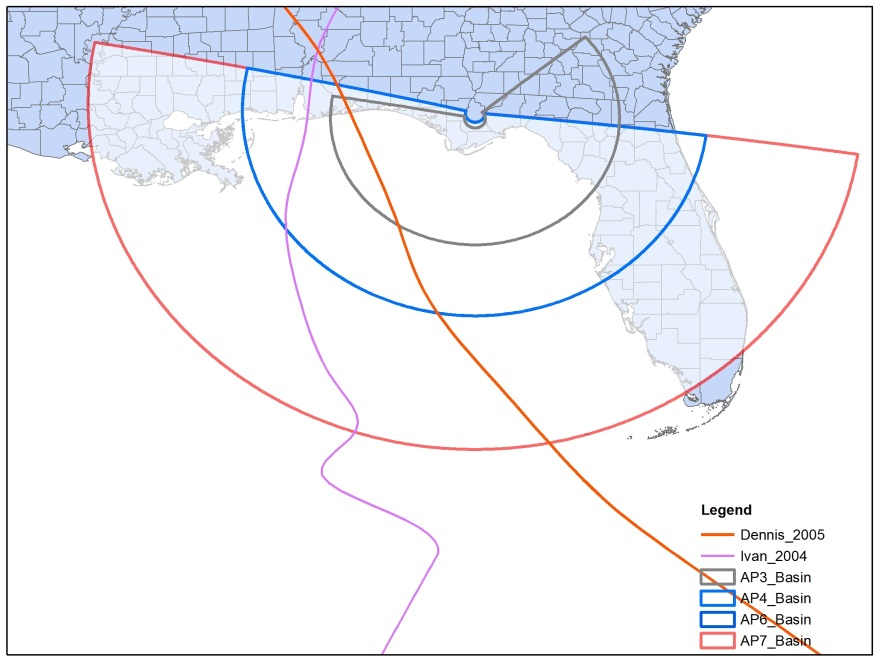 Legend
Dennis_2005
Ivan_2004
AP3_Basin
AP4_Basin
AP6_Basin
AP7_Basin